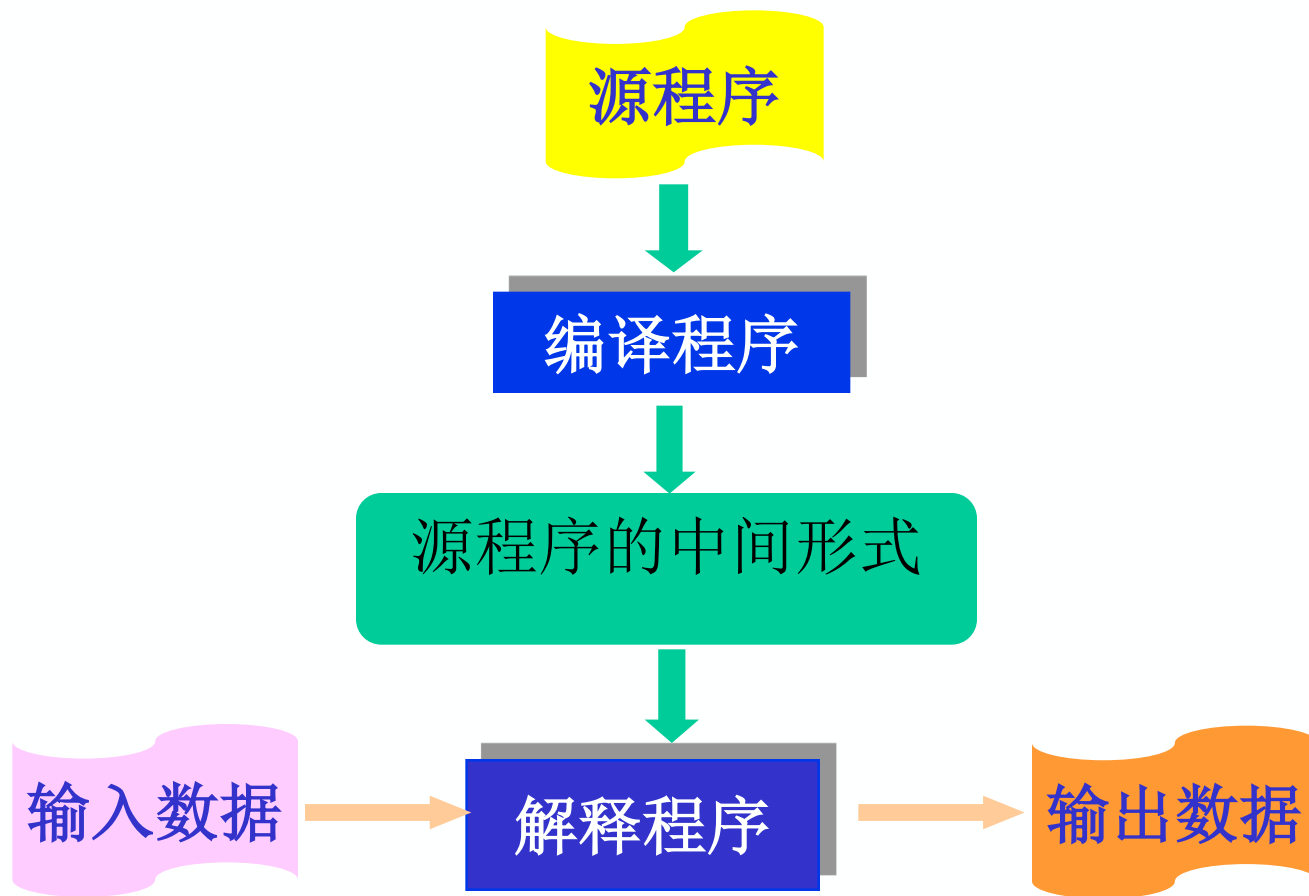 源程序
编译程序
源程序的中间形式
输入数据
解释程序
输出数据